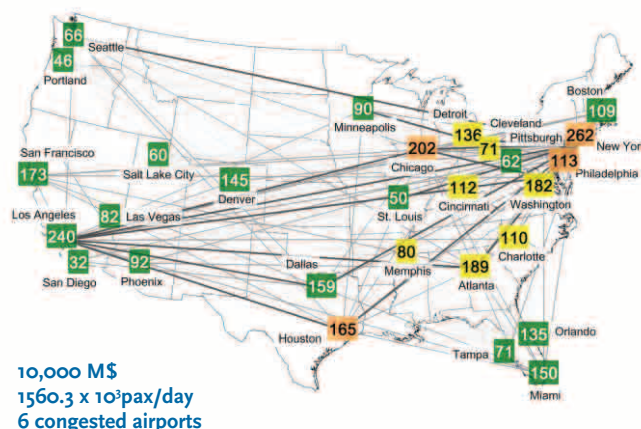 66
Seattle
46
Portland
Boston
109
90
Minneapolis
Detroit
Cleveland
136
71
Pittsburgh
262
New York
San Francisco
173
60
Salt Lake City
202
Chicago
62
113
Philadelphia
145
Denver
112
Cincinnati
182
Washington
Los Angeles
240
82
Las Vegas
50
St. Louis
32
San Diego
92
Phoenix
Dallas
159
80
Memphis
110
Charlotte
189
Atlanta
Houston
165
135
Orlando
71
Tampa
150
Miami
10,000 M$
1560.3 x 10³pax/day
6 congested airports